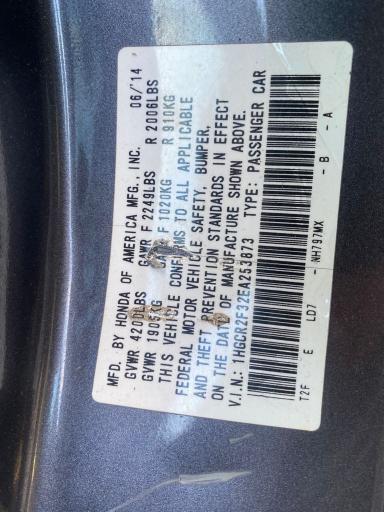 MFD. BY HONDA OF AMERICA MFG., INC. 06/14
GVWR 4200LBS GAWR F 2249LBS R 2006LBS
GVWR 1905KG GAWR F 1020KG R 910KG
THIS VEHICLE CONFORMS TO ALL APPLICABLE
FEDERAL MOTOR VEHICLE SAFETY, BUMPER,
AND THEFT PREVENTION STANDARDS IN EFFECT
ON THE DATE OF MANUFACTURE SHOWN ABOVE.
V.I.N.: 1HGCR2F32EA253873 TYPE: PASSENGER CAR
T2F E LD7 -NH797MX -B -A